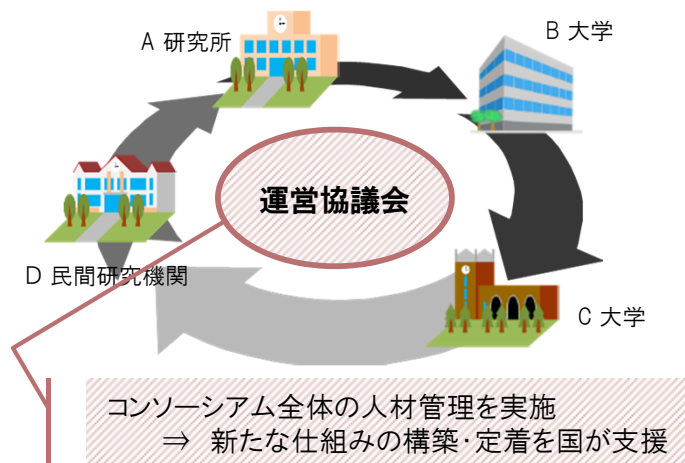 A 研究所
B 大学
運営協議会
D 民間研究機関
C 大学
コンソーシアム全体の人材管理を実施
⇒ 新たな仕組みの構築・定着を国が支援